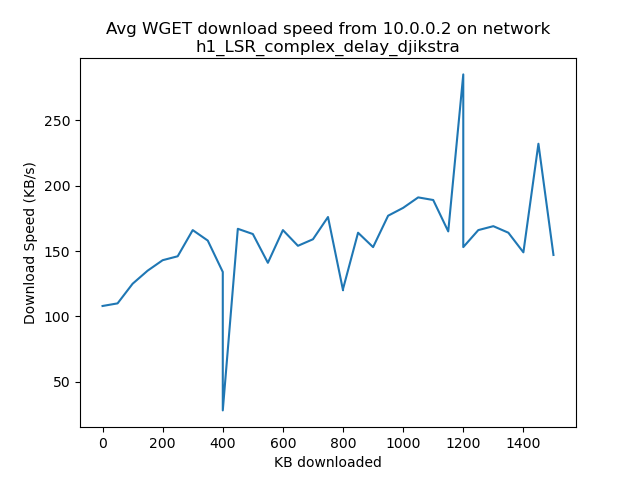 Avg WGET download speed from 10.0.0.2 on network
h1_LSR_complex_delay_djikstra
250
200
150
100
50
Download Speed (KB/s)
0 200 400 600 800 1000 1200 1400
KB downloaded